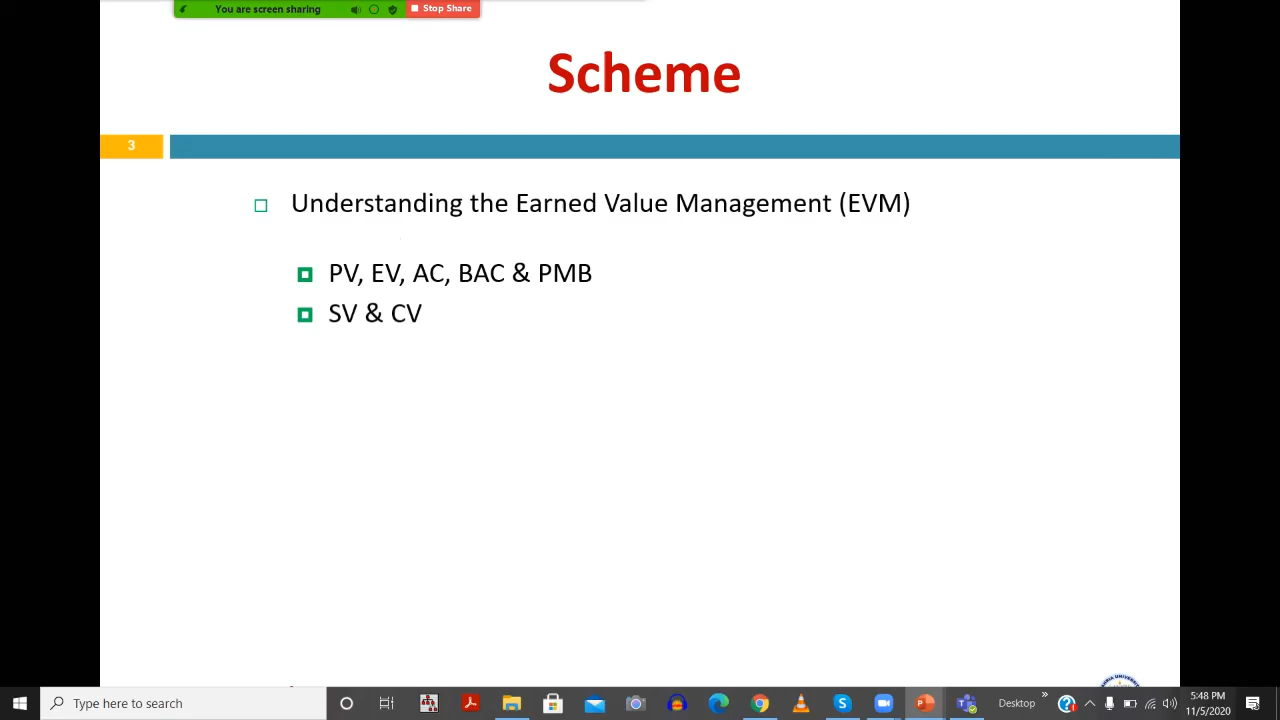 You are screen sharing
Stop Share
Scheme
3
Understanding the Earned Value Management (EVM)
PV, EV, AC, BAC & PMB
SV & CV
Type here to search
Desktop
5:48 PM
11/5/2020